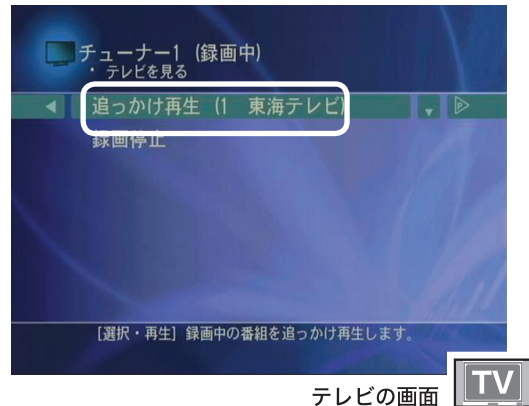 チューナー1 (録画中)
・ テレビを見る
追っかけ再生 (1 東海テレビ)
録画停止
[選択・再生] 録画中の番組を追っかけ再生します。
テレビの画面
TV